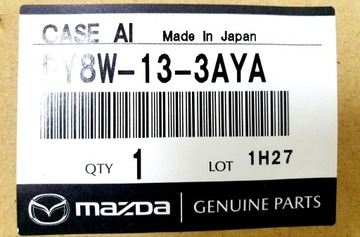 CASE AI Made in Japan
PY8W-13-3AYA
QTY 1 LOT 1H27
mazda GENUINE PARTS